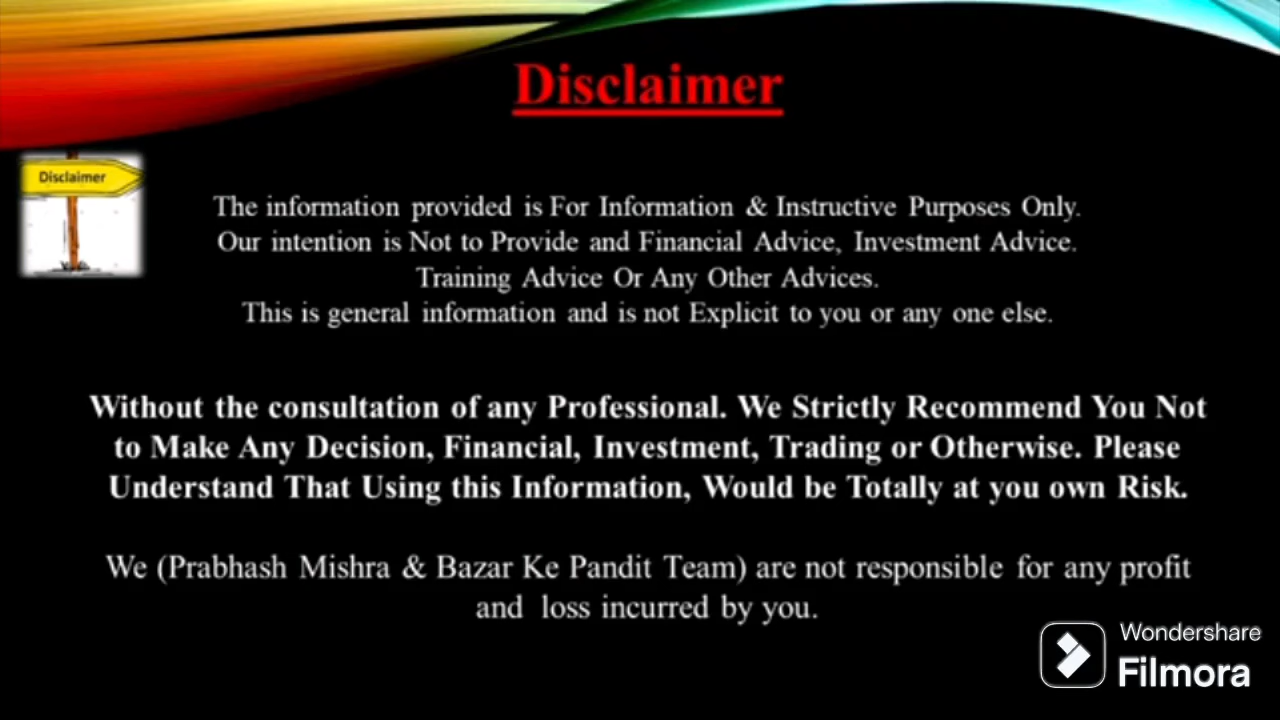 Disclaimer
Disclaimer
The information provided is For Information & Instructive Purposes Only.
Our intention is Not to Provide and Financial Advice, Investment Advice.
Training Advice Or Any Other Advices.
This is general information and is not Explicit to you or any one else.
Without the consultation of any Professional. We Strictly Recommend You Not
to Make Any Decision, Financial, Investment, Trading or Otherwise. Please
Understand That Using this Information, Would be Totally at you own Risk.
We (Prabhash Mishra & Bazar Ke Pandit Team) are not responsible for any profit
and loss incurred by you.
Wondershare
Filmora